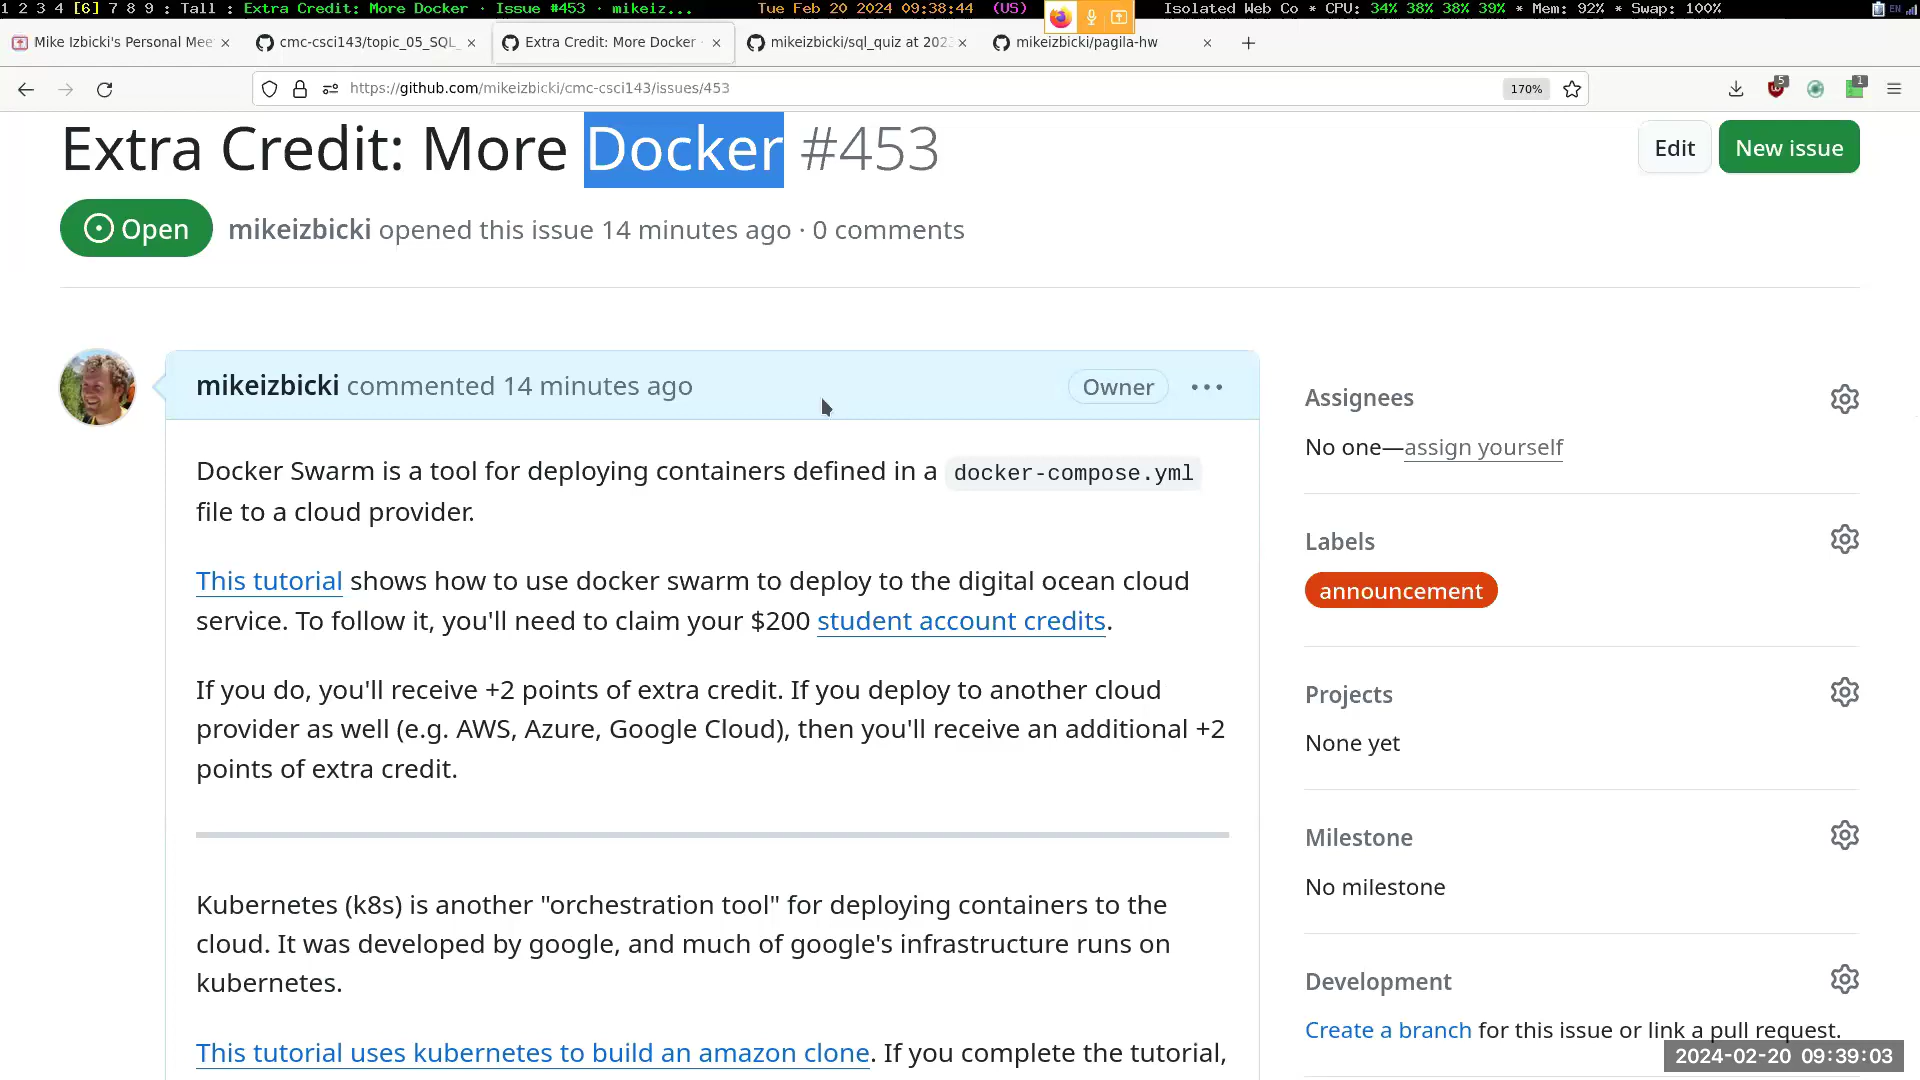 1 2 3 4 [6] 7 8 9 : Tall : Extra Credit: More Docker · Issue #453 · mikeiz... Tue Feb 20 2024 09:38:44 (US) Isolated Web Co * CPU: 34% 38% 38% 39% * Mem: 92% * Swap: 100% EN
Mike Izbicki's Personal Mee cmc-csci143/topic_05_SQL_ Extra Credit: More Docker · mikeizbicki/sql_quiz at 2023 mikeizbicki/pagila-hw
https://github.com/mikeizbicki/cmc-csci143/issues/453 170% 5 1
Extra Credit: More Docker #453
Edit New issue
Open mikeizbicki opened this issue 14 minutes ago · 0 comments
mikeizbicki commented 14 minutes ago Owner
Docker Swarm is a tool for deploying containers defined in a docker-compose.yml
file to a cloud provider.
This tutorial shows how to use docker swarm to deploy to the digital ocean cloud
service. To follow it, you'll need to claim your $200 student account credits.
If you do, you'll receive +2 points of extra credit. If you deploy to another cloud
provider as well (e.g. AWS, Azure, Google Cloud), then you'll receive an additional +2
points of extra credit.
Kubernetes (k8s) is another "orchestration tool" for deploying containers to the
cloud. It was developed by google, and much of google's infrastructure runs on
kubernetes.
This tutorial uses kubernetes to build an amazon clone. If you complete the tutorial,
Assignees
No one—assign yourself
Labels
announcement
Projects
None yet
Milestone
No milestone
Development
Create a branch for this issue or link a pull request.
2024-02-20 09:39:03